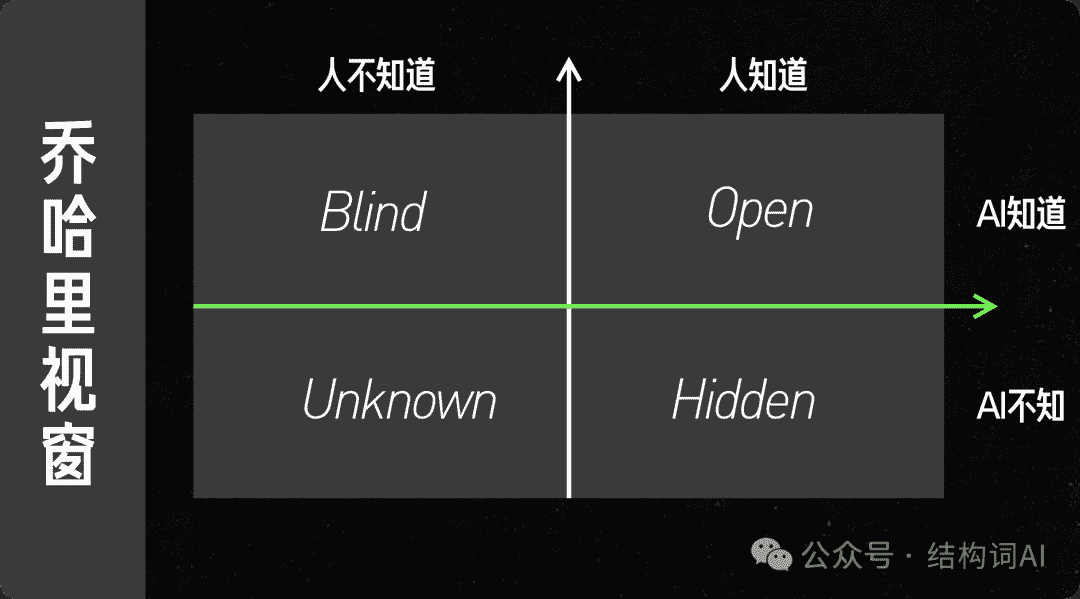 乔哈里视窗
人不知道
人知道
Blind
Open
AI知道
Unknown
Hidden
AI不知
公众号·结构词AI